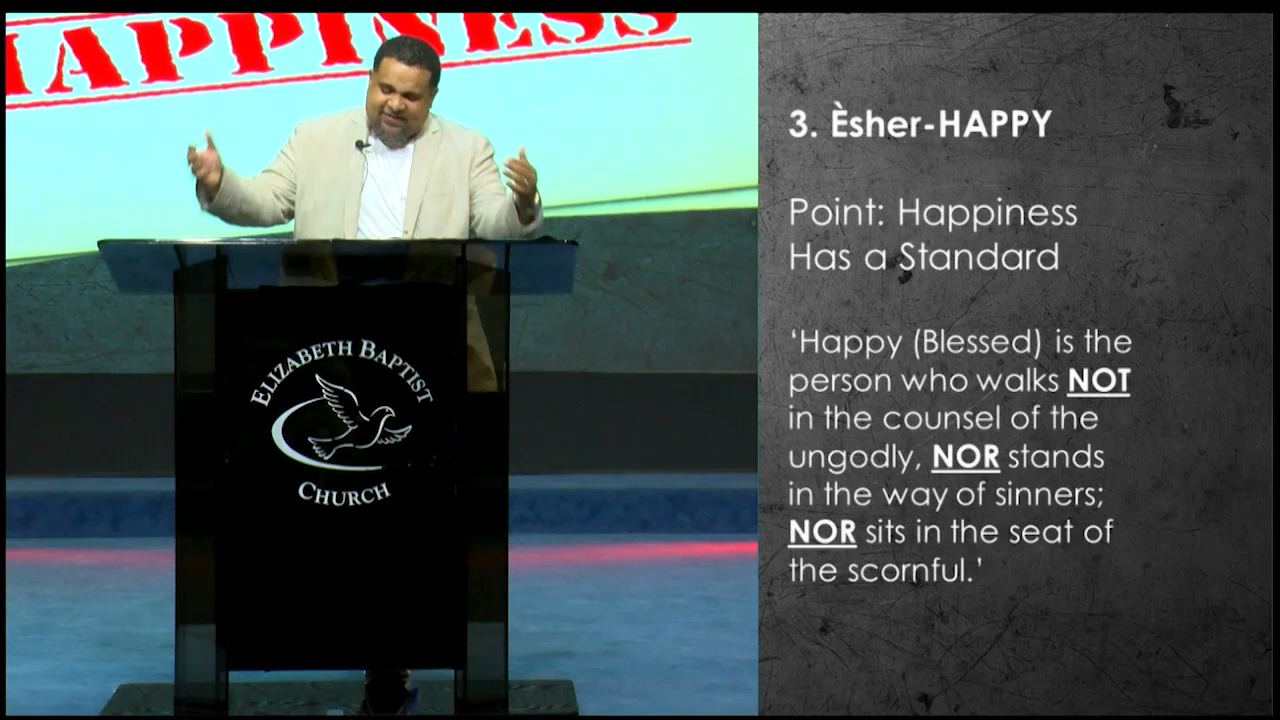 HAPPINESS
ELIZABETH BAPTIST
CHURCH
3. Èsher-HAPPY
Point: Happiness
Has a Standard
‘Happy (Blessed) is the
person who walks NOT
in the counsel of the
ungodly, NOR stands
in the way of sinners;
NOR sits in the seat of
the scornful.’